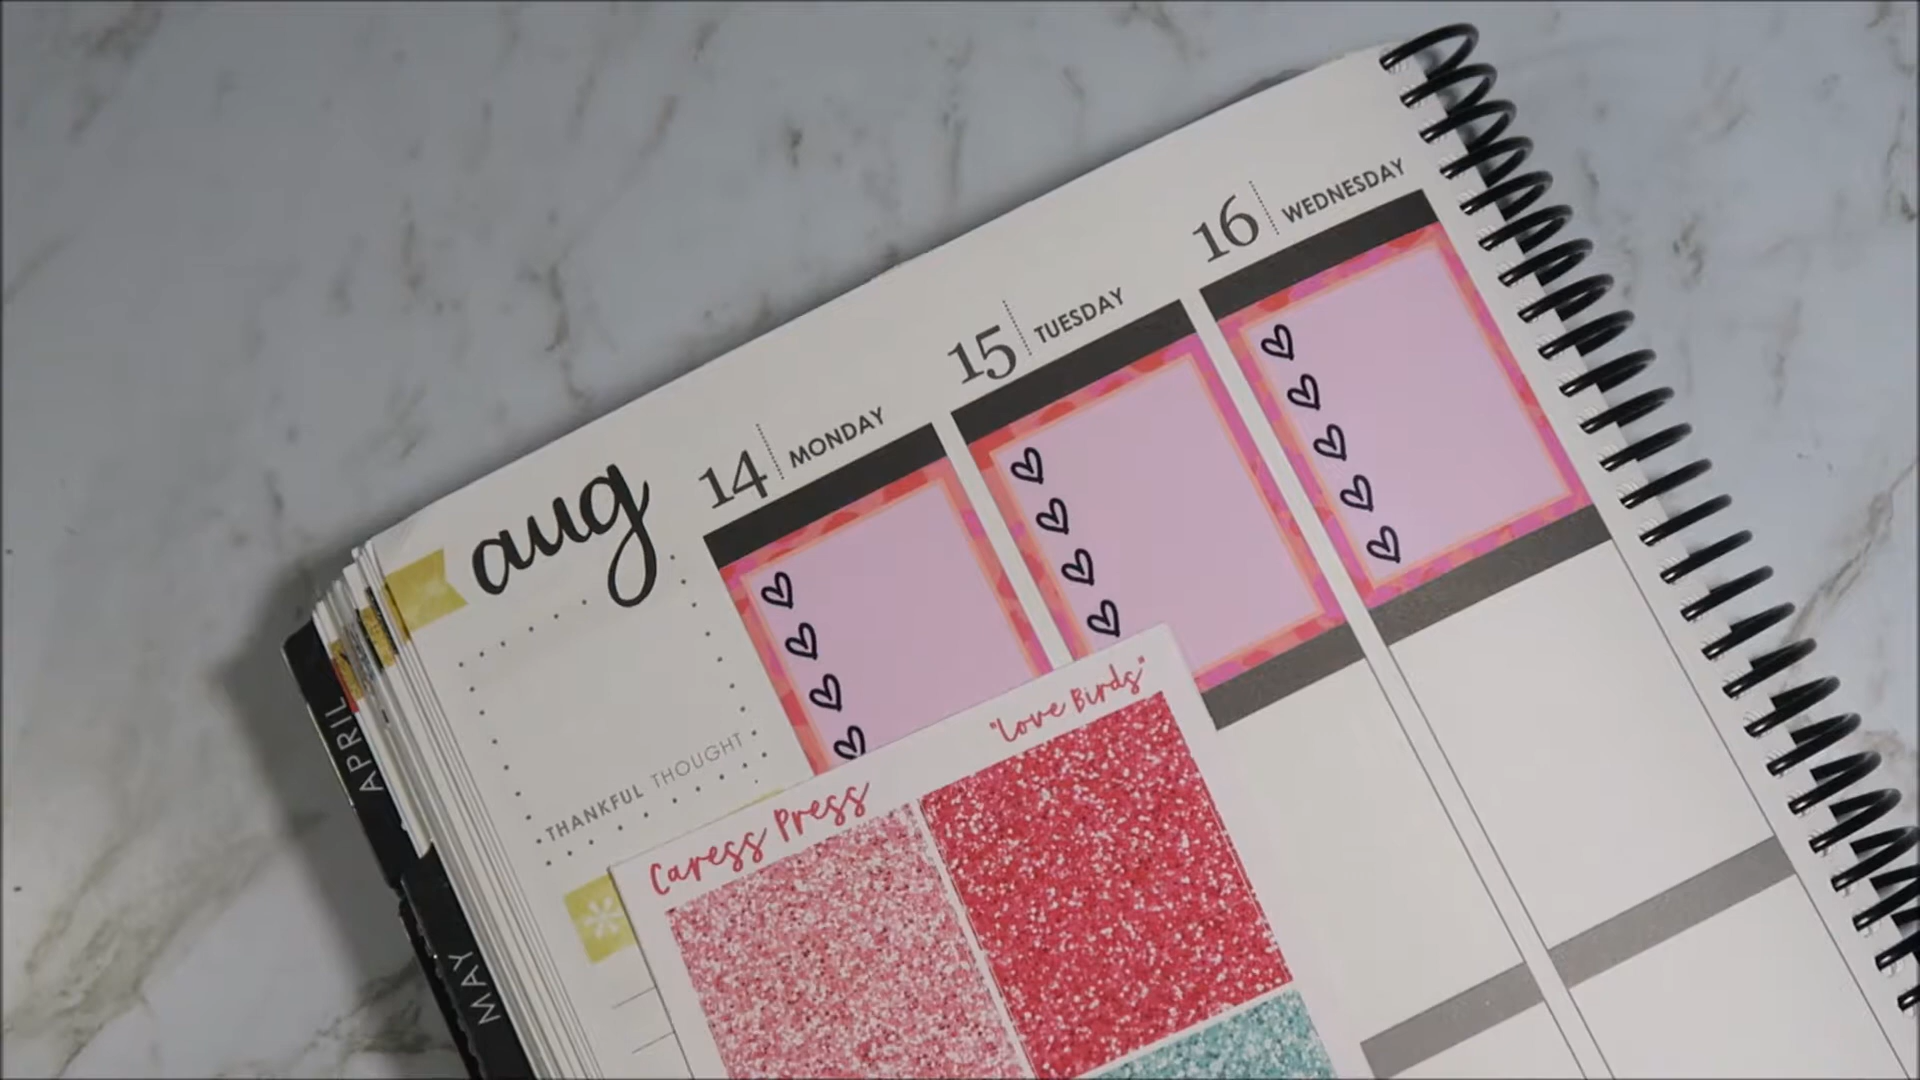 aug
14 MONDAY
15 TUESDAY
16 WEDNESDAY
THANKFUL THOUGHT
Caress Press
"Love Birds"
APRIL
MAY